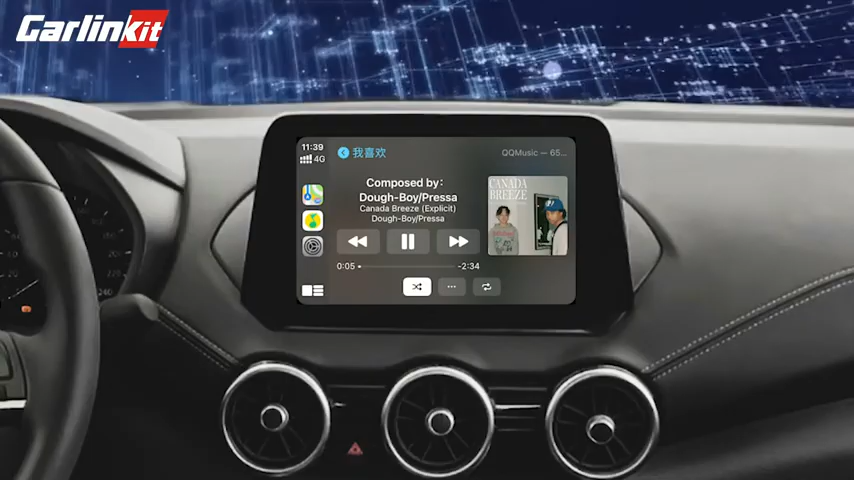 Carlinkit
11:39
4G
我喜欢
QQMusic — 65...
Composed by:
Dough-Boy/Pressa
Canada Breeze (Explicit)
Dough-Boy/Pressa
CANADA
BREEZE
0:05
-2:34
240